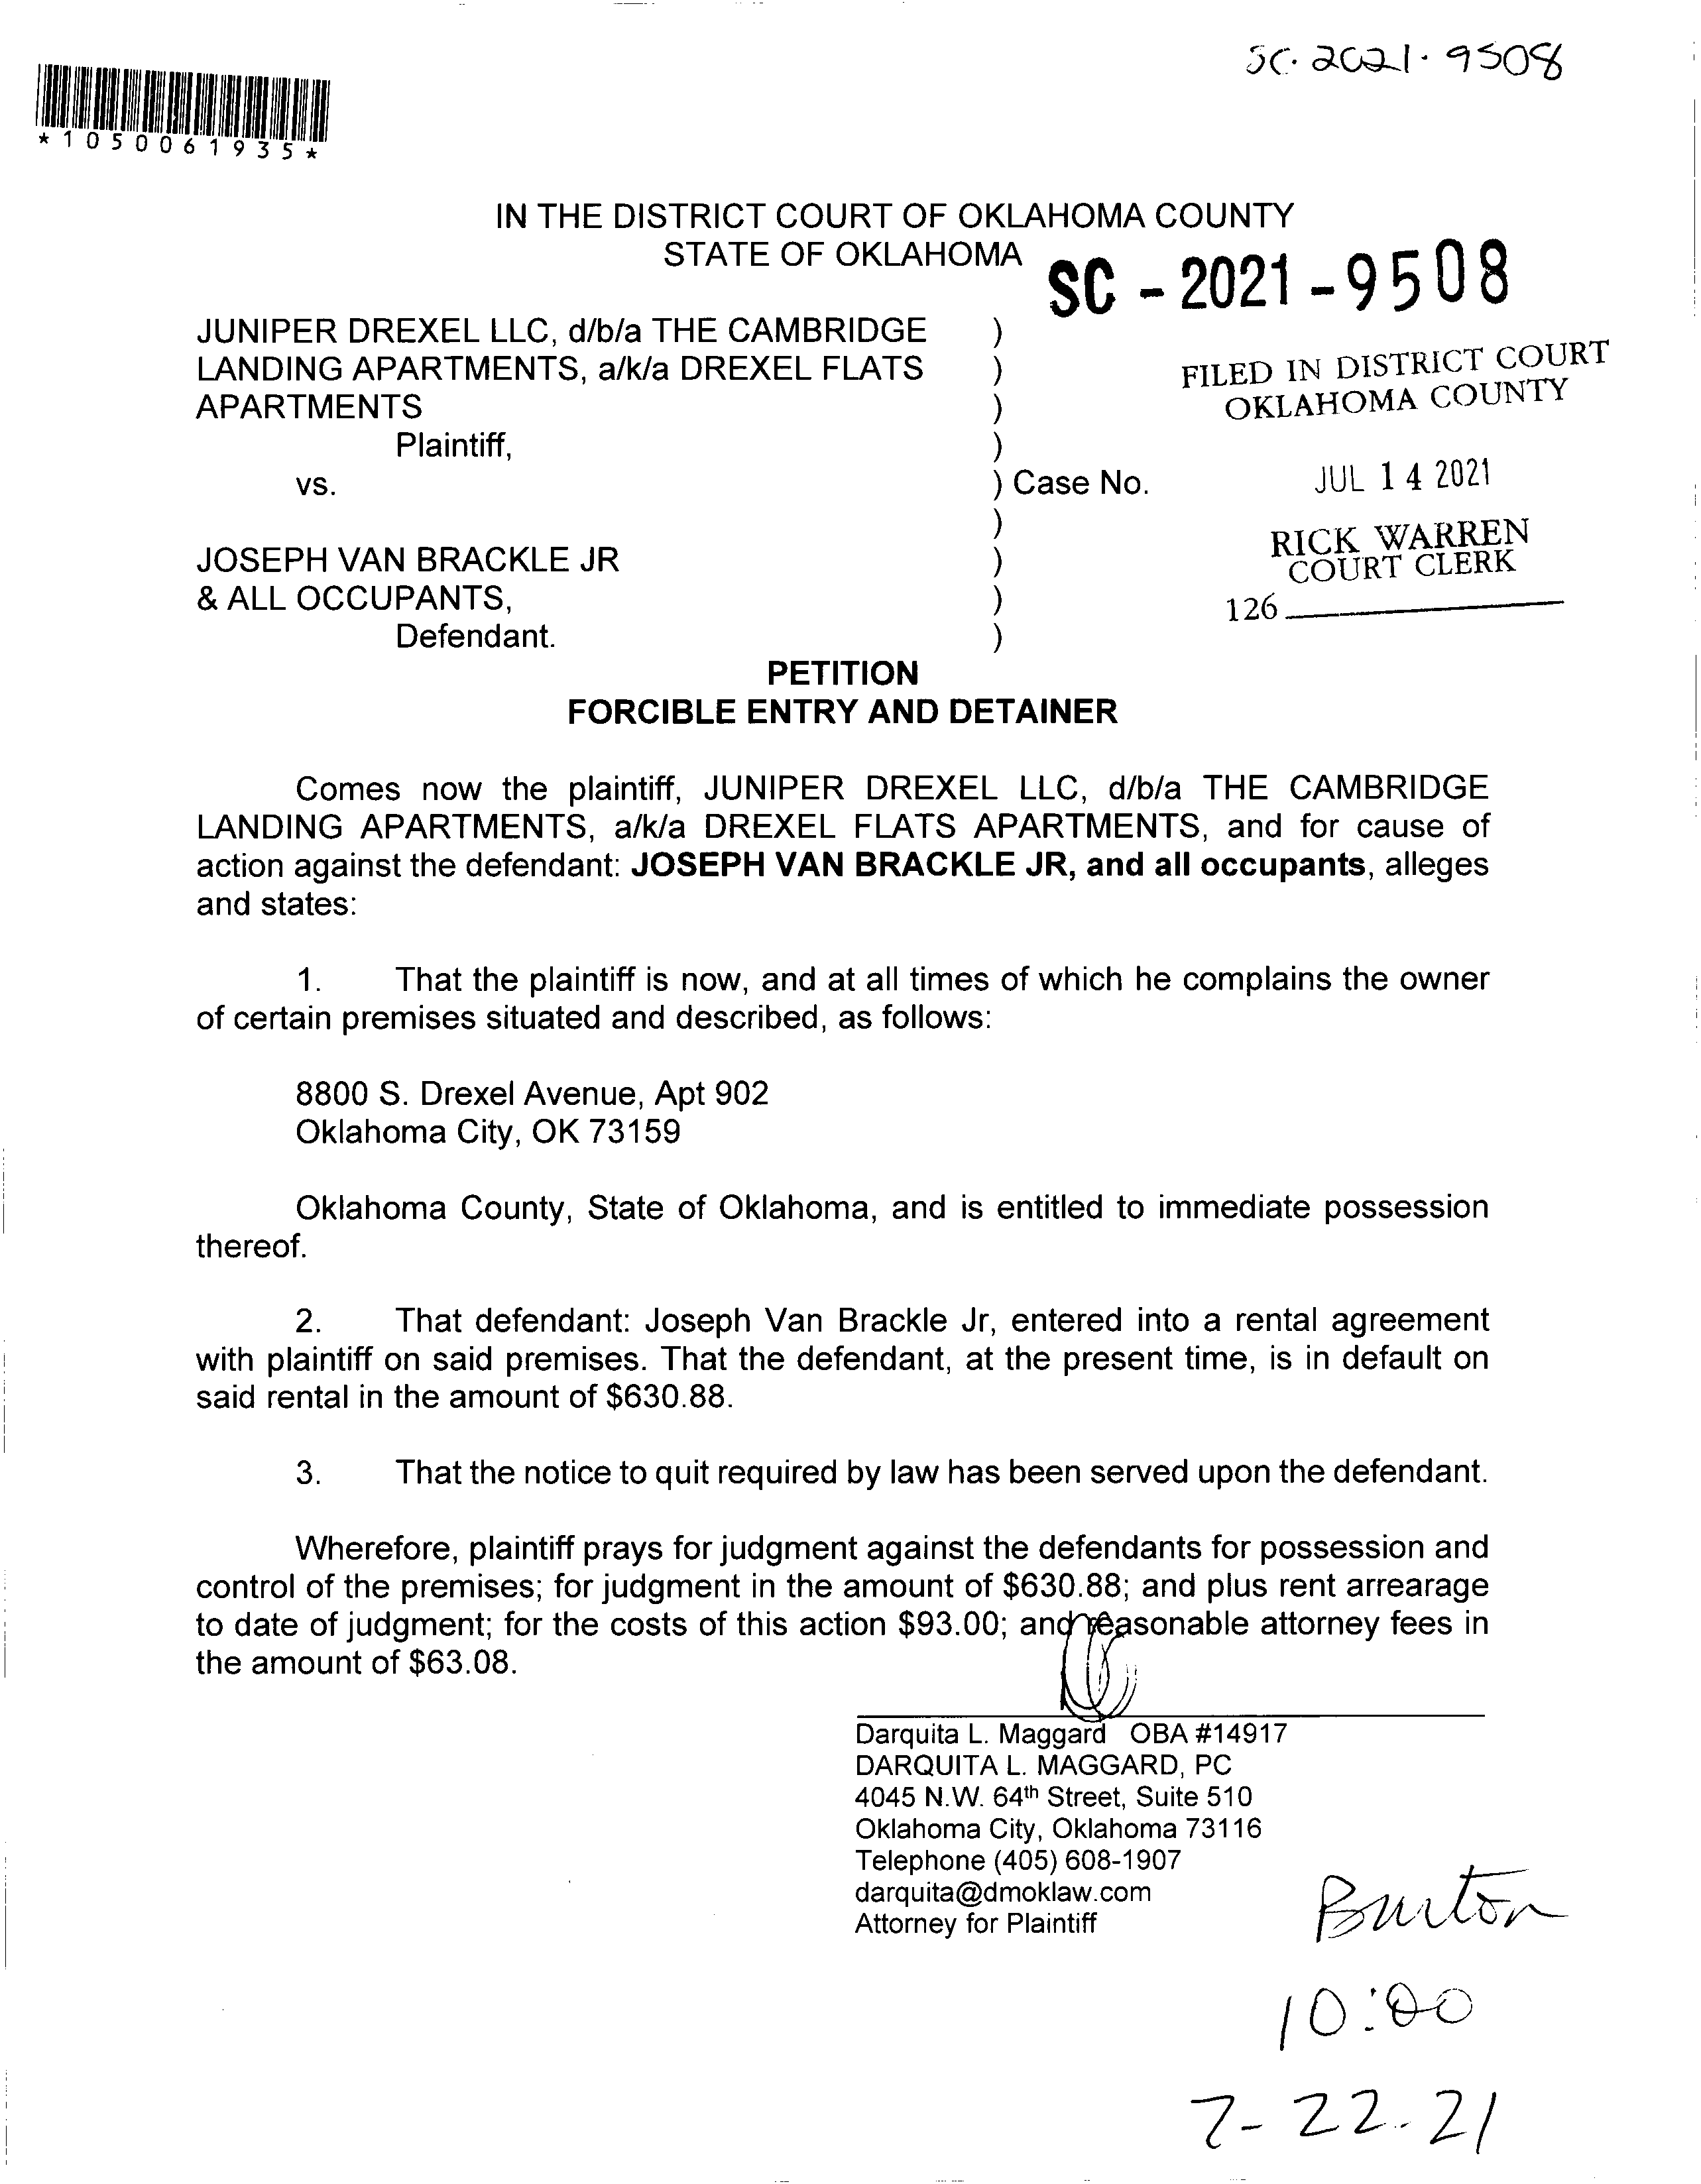 SC-2021-9508
*1050061935*
IN THE DISTRICT COURT OF OKLAHOMA COUNTY
STATE OF OKLAHOMA
SC - 2021 - 9508
JUNIPER DREXEL LLC, d/b/a THE CAMBRIDGE )
LANDING APARTMENTS, a/k/a DREXEL FLATS )
APARTMENTS )
Plaintiff, )
vs. ) Case No.
)
JOSEPH VAN BRACKLE JR )
& ALL OCCUPANTS, )
Defendant. )
FILED IN DISTRICT COURT
OKLAHOMA COUNTY
JUL 14 2021
RICK WARREN
COURT CLERK
126
PETITION
FORCIBLE ENTRY AND DETAINER
Comes now the plaintiff, JUNIPER DREXEL LLC, d/b/a THE CAMBRIDGE
LANDING APARTMENTS, a/k/a DREXEL FLATS APARTMENTS, and for cause of
action against the defendant: JOSEPH VAN BRACKLE JR, and all occupants, alleges
and states:
1. That the plaintiff is now, and at all times of which he complains the owner
of certain premises situated and described, as follows:
8800 S. Drexel Avenue, Apt 902
Oklahoma City, OK 73159
Oklahoma County, State of Oklahoma, and is entitled to immediate possession
thereof.
2. That defendant: Joseph Van Brackle Jr, entered into a rental agreement
with plaintiff on said premises. That the defendant, at the present time, is in default on
said rental in the amount of $630.88.
3. That the notice to quit required by law has been served upon the defendant.
Wherefore, plaintiff prays for judgment against the defendants for possession and
control of the premises; for judgment in the amount of $630.88; and plus rent arrearage
to date of judgment; for the costs of this action $93.00; and reasonable attorney fees in
the amount of $63.08.
Darquita L. Maggard OBA #14917
DARQUITA L. MAGGARD, PC
4045 N.W. 64th Street, Suite 510
Oklahoma City, Oklahoma 73116
Telephone (405) 608-1907
darquita@dmoklaw.com
Attorney for Plaintiff
Burton
10:00
7-22-21